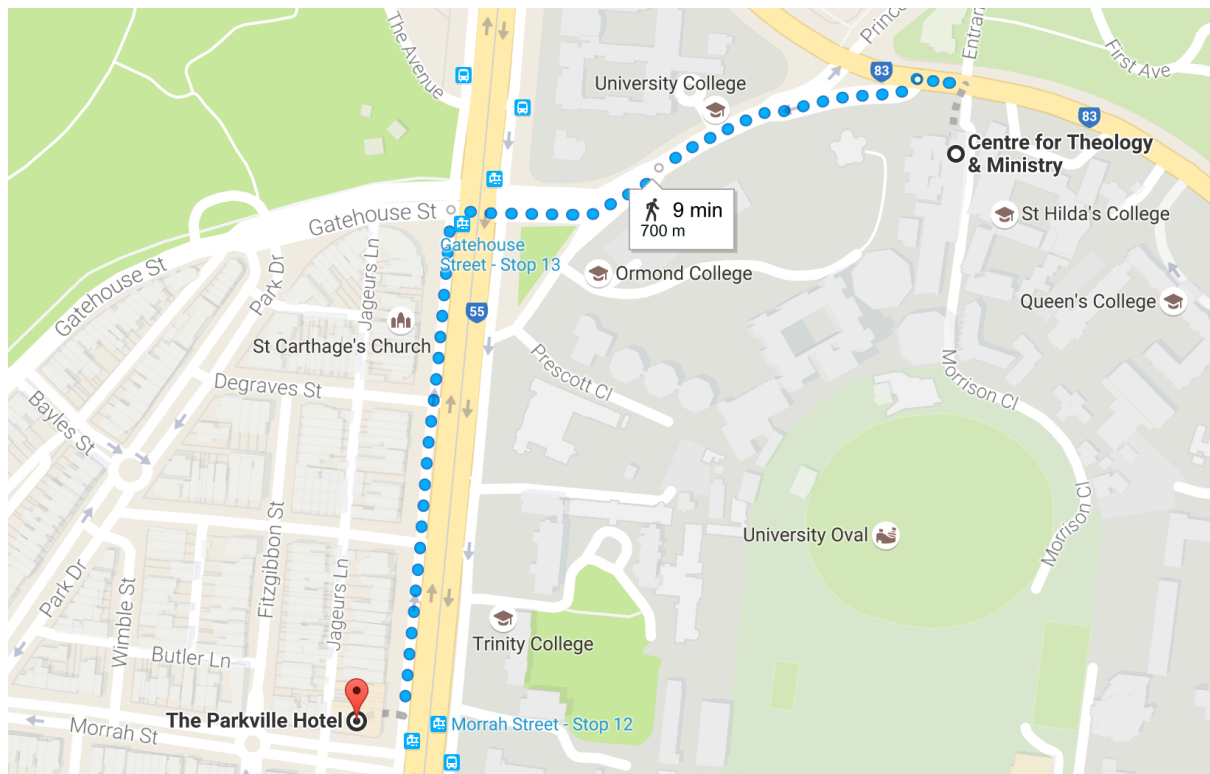 The Avenue
Princ
Entran
First Ave
83
University College
83
Centre for Theology
& Ministry
Gatehouse St
9 min
700 m
St Hilda's College
Gatehouse
Street - Stop 13
Ormond College
Gatehouse St
Park Dr
Jageurs Ln
55
Queen's College
St Carthage's Church
Prescott Cl
Degraves St
Morrison Cl
Bayles St
University Oval
Morrison Cl
Fitzgibbon St
Park Dr
Wimble St
Jageurs Ln
Trinity College
Butler Ln
The Parkville Hotel
Morrah Street - Stop 12
Morrah St